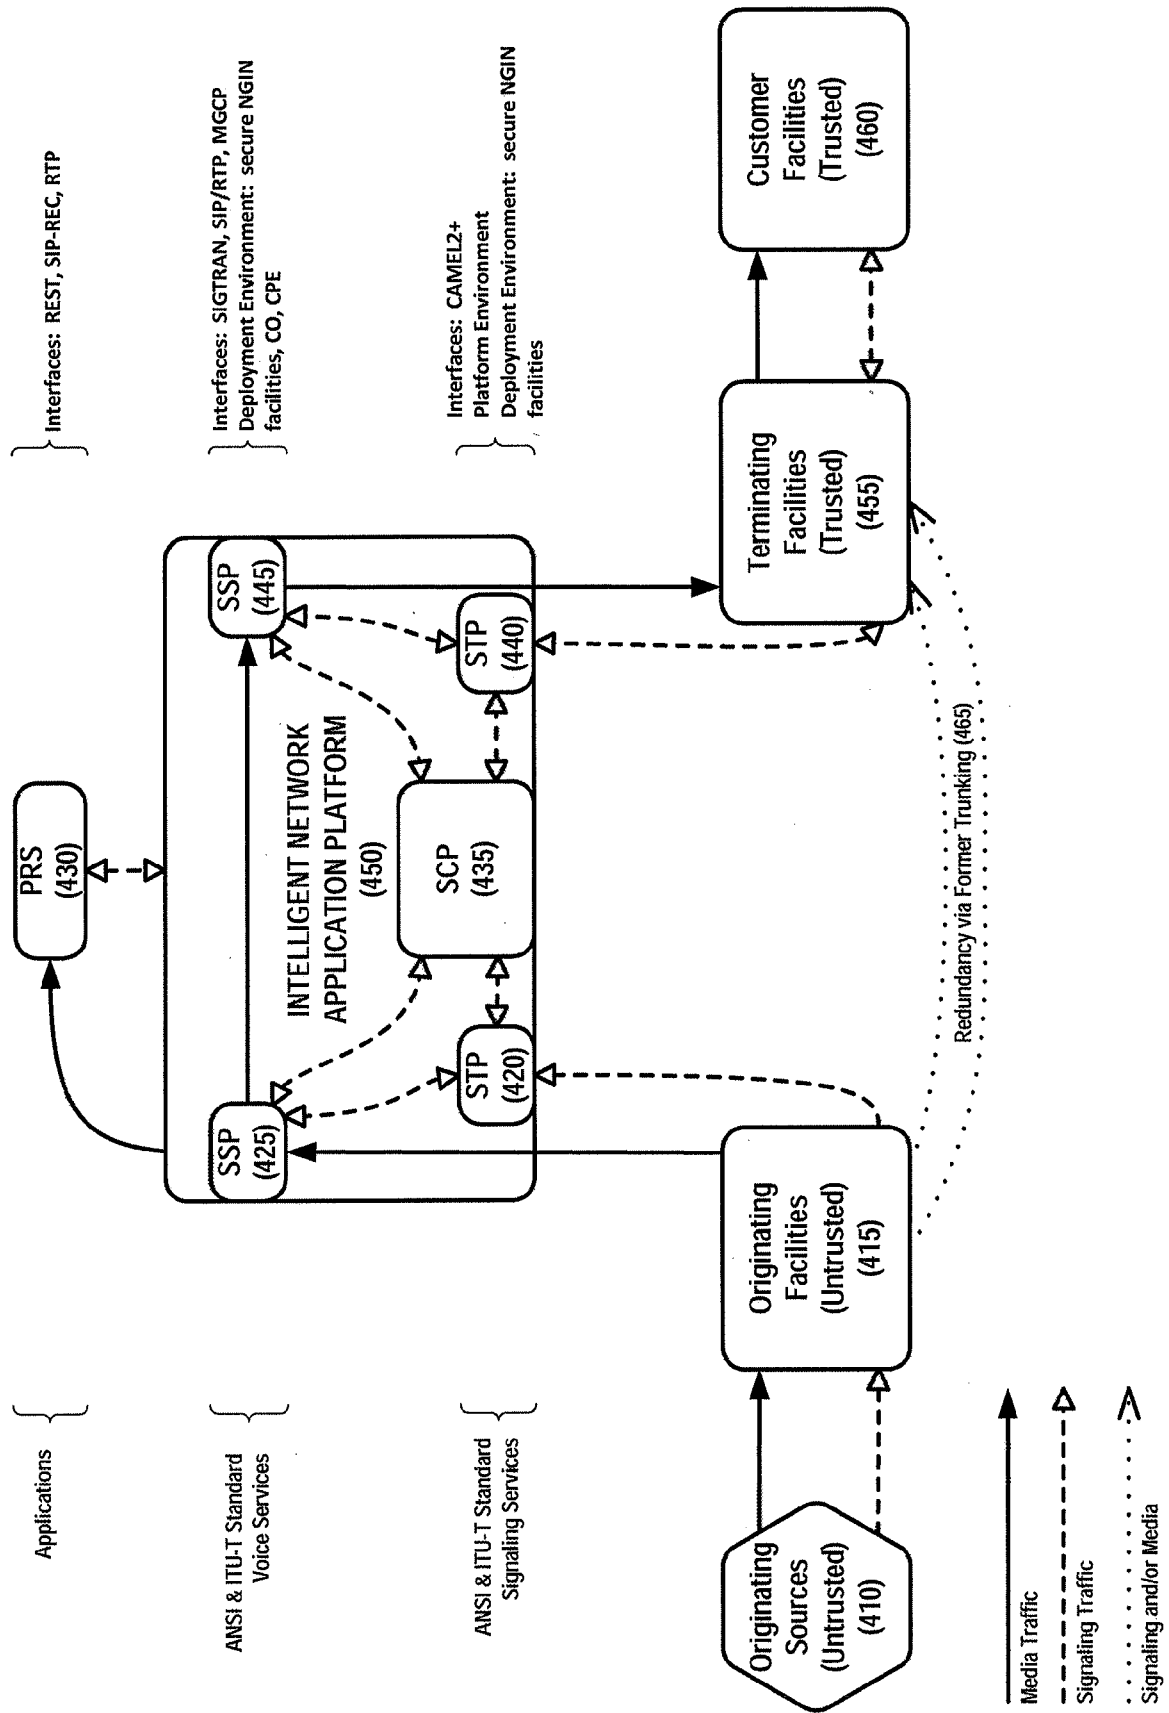 Applications
Interfaces: REST, SIP-REC, RTP
PRS
(430)
ANSI & ITU-T Standard
Voice Services
SSP
(425)
SSP
(445)
Interfaces: SIGTRAN, SIP/RTP, MGCP
Deployment Environment: secure NGIN
facilities, CO, CPE
INTELLIGENT NETWORK
APPLICATION PLATFORM
(450)
ANSI & ITU-T Standard
Signaling Services
STP
(420)
SCP
(435)
STP
(440)
Interfaces: CAMEL2+
Platform Environment
Deployment Environment: secure NGIN
facilities
Originating
Sources
(Untrusted)
(410)
Originating
Facilities
(Untrusted)
(415)
Terminating
Facilities
(Trusted)
(455)
Customer
Facilities
(Trusted)
(460)
Redundancy via Former Trunking (465)
Media Traffic
Signaling Traffic
Signaling and/or Media